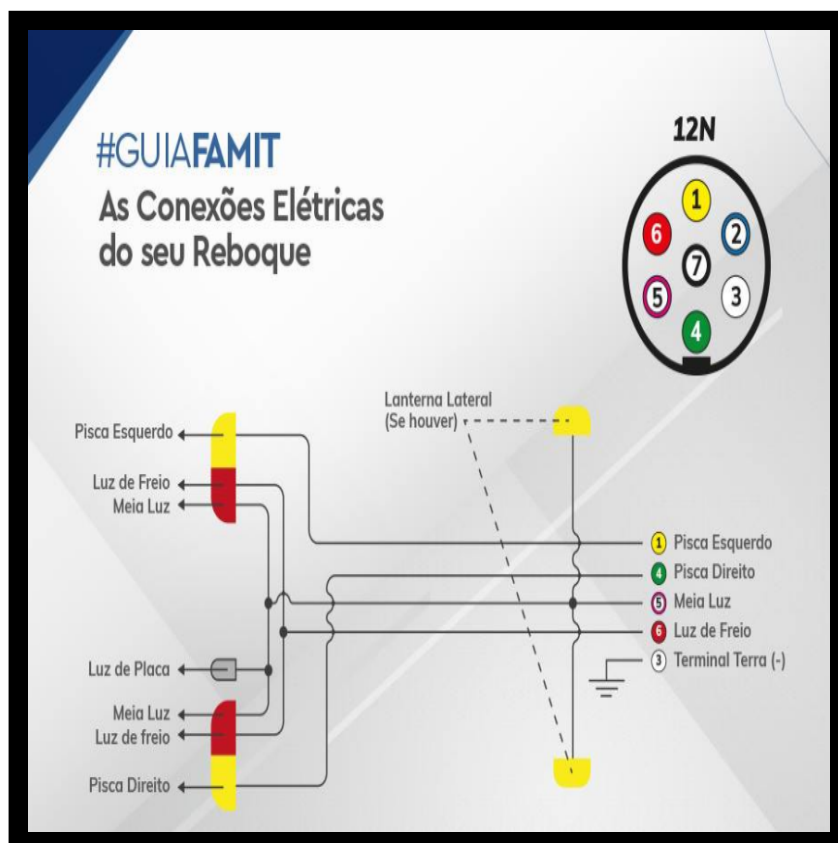 #GUIAFAMIT
As Conexões Elétricas
do seu Reboque
12N
1
6
2
7
5
3
4
Lanterna Lateral
(Se houver)
Pisca Esquerdo
Luz de Freio
Meia Luz
Luz de Placa
Meia Luz
Luz de freio
Pisca Direito
1 Pisca Esquerdo
4 Pisca Direito
5 Meia Luz
6 Luz de Freio
3 Terminal Terra (-)